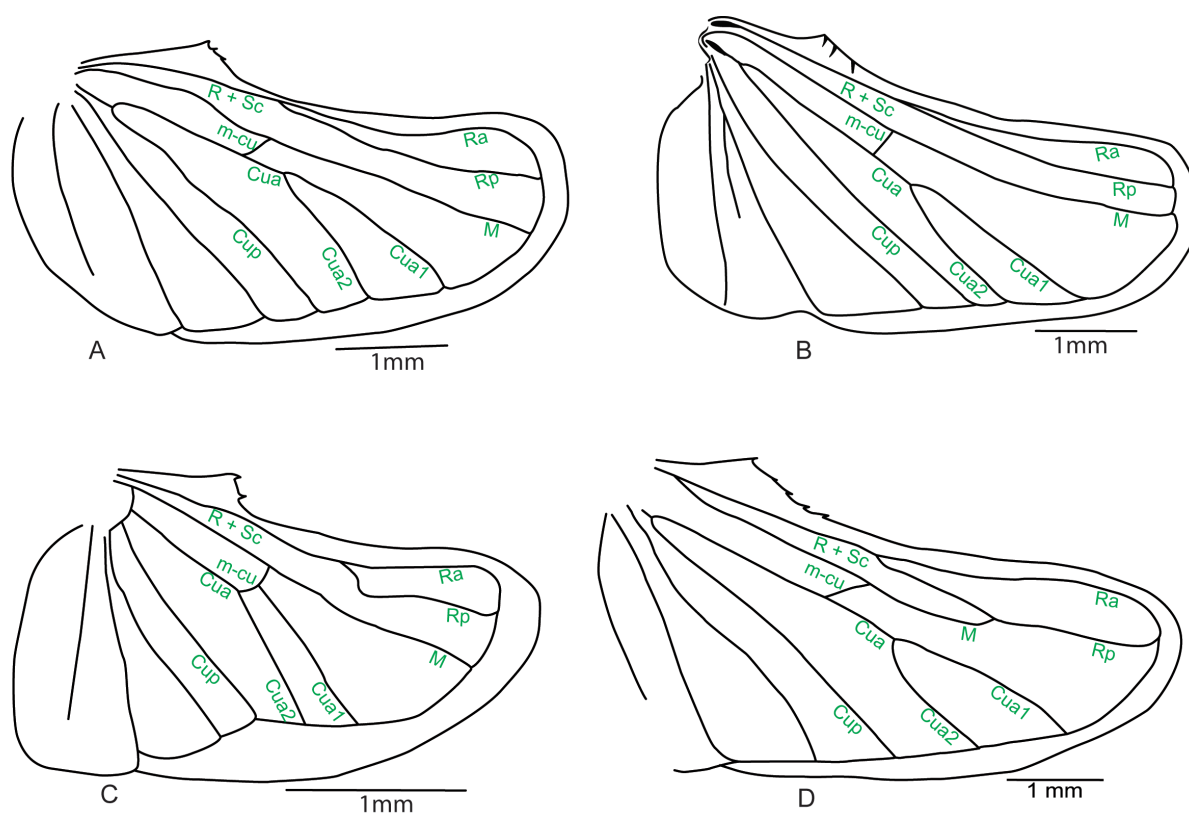 R + Sc
Ra
m-cu
Cua
Rp
M
Cup
Cua2
Cua1
A
1mm
R + Sc
m-cu
Ra
Cua
Rp
M
Cup
Cua2
Cua1
B
1mm
R + Sc
m-cu
Ra
Cua
Rp
M
Cup
Cua2
Cua1
C
1mm
R + Sc
m-cu
Ra
Cua
M
Rp
Cup
Cua2
Cua1
D
1 mm